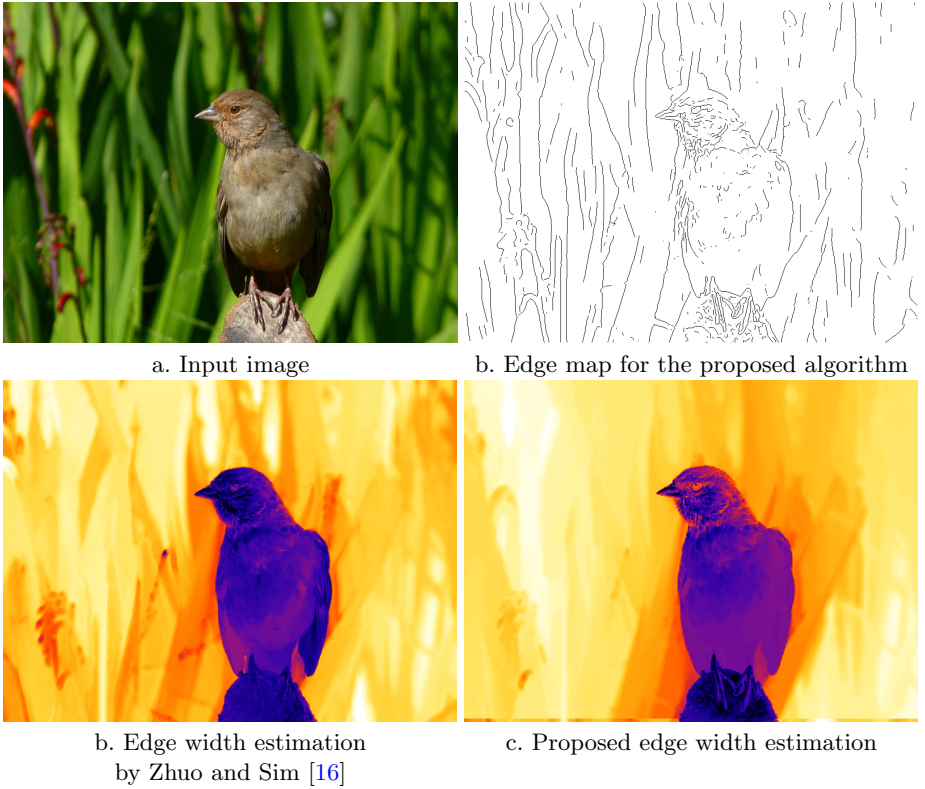 a. Input image
b. Edge map for the proposed algorithm
b. Edge width estimation
by Zhuo and Sim [16]
c. Proposed edge width estimation